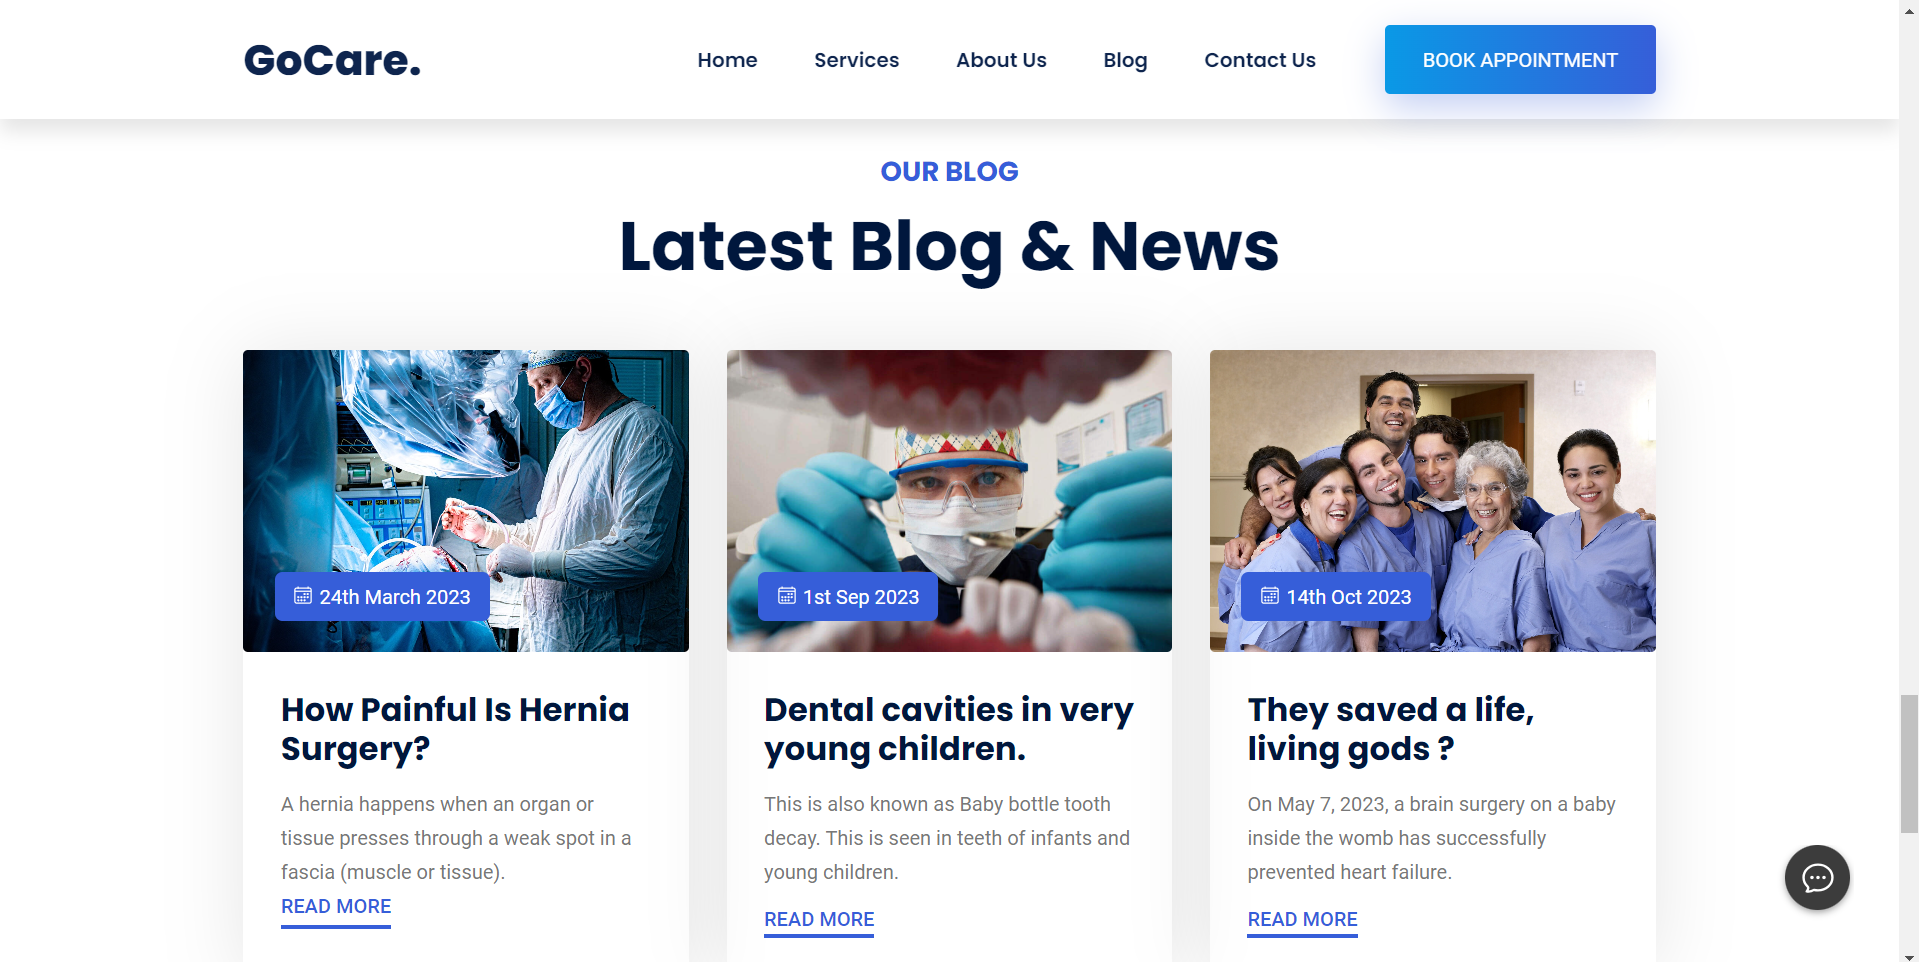 GoCare.
Home Services About Us Blog Contact Us BOOK APPOINTMENT
OUR BLOG
Latest Blog & News
24th March 2023
How Painful Is Hernia
Surgery?
A hernia happens when an organ or
tissue presses through a weak spot in a
fascia (muscle or tissue).
READ MORE
1st Sep 2023
Dental cavities in very
young children.
This is also known as Baby bottle tooth
decay. This is seen in teeth of infants and
young children.
READ MORE
14th Oct 2023
They saved a life,
living gods ?
On May 7, 2023, a brain surgery on a baby
inside the womb has successfully
prevented heart failure.
READ MORE